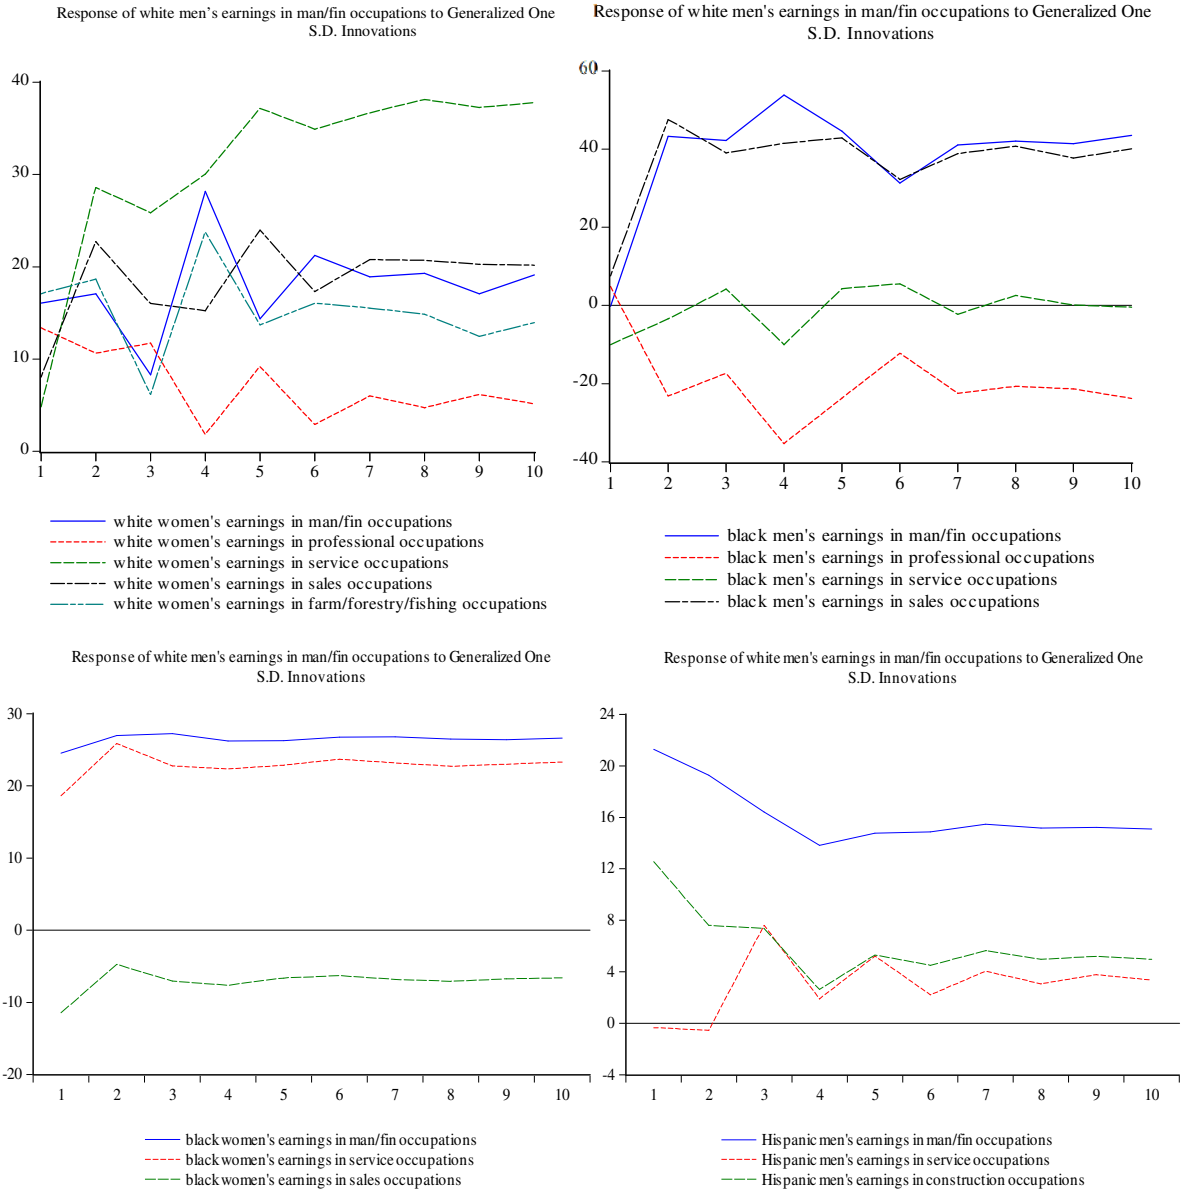 Response of white men's earnings in man/fin occupations to Generalized One
S.D. Innovations
40
30
20
10
0
1 2 3 4 5 6 7 8 9 10
white women's earnings in man/fin occupations
white women's earnings in professional occupations
white women's earnings in service occupations
white women's earnings in sales occupations
white women's earnings in farm/forestry/fishing occupations
Response of white men's earnings in man/fin occupations to Generalized One
S.D. Innovations
60
40
20
0
-20
-40
1 2 3 4 5 6 7 8 9 10
black men's earnings in man/fin occupations
black men's earnings in professional occupations
black men's earnings in service occupations
black men's earnings in sales occupations
Response of white men's earnings in man/fin occupations to Generalized One
S.D. Innovations
30
20
10
0
-10
-20
1 2 3 4 5 6 7 8 9 10
black women's earnings in man/fin occupations
black women's earnings in service occupations
black women's earnings in sales occupations
Response of white men's earnings in man/fin occupations to Generalized One
S.D. Innovations
24
20
16
12
8
4
0
-4
1 2 3 4 5 6 7 8 9 10
Hispanic men's earnings in man/fin occupations
Hispanic men's earnings in service occupations
Hispanic men's earnings in construction occupations